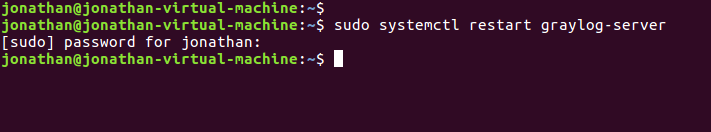 jonathan@jonathan-virtual-machine:~$
jonathan@jonathan-virtual-machine:~$ sudo systemctl restart graylog-server
[sudo] password for jonathan:
jonathan@jonathan-virtual-machine:~$